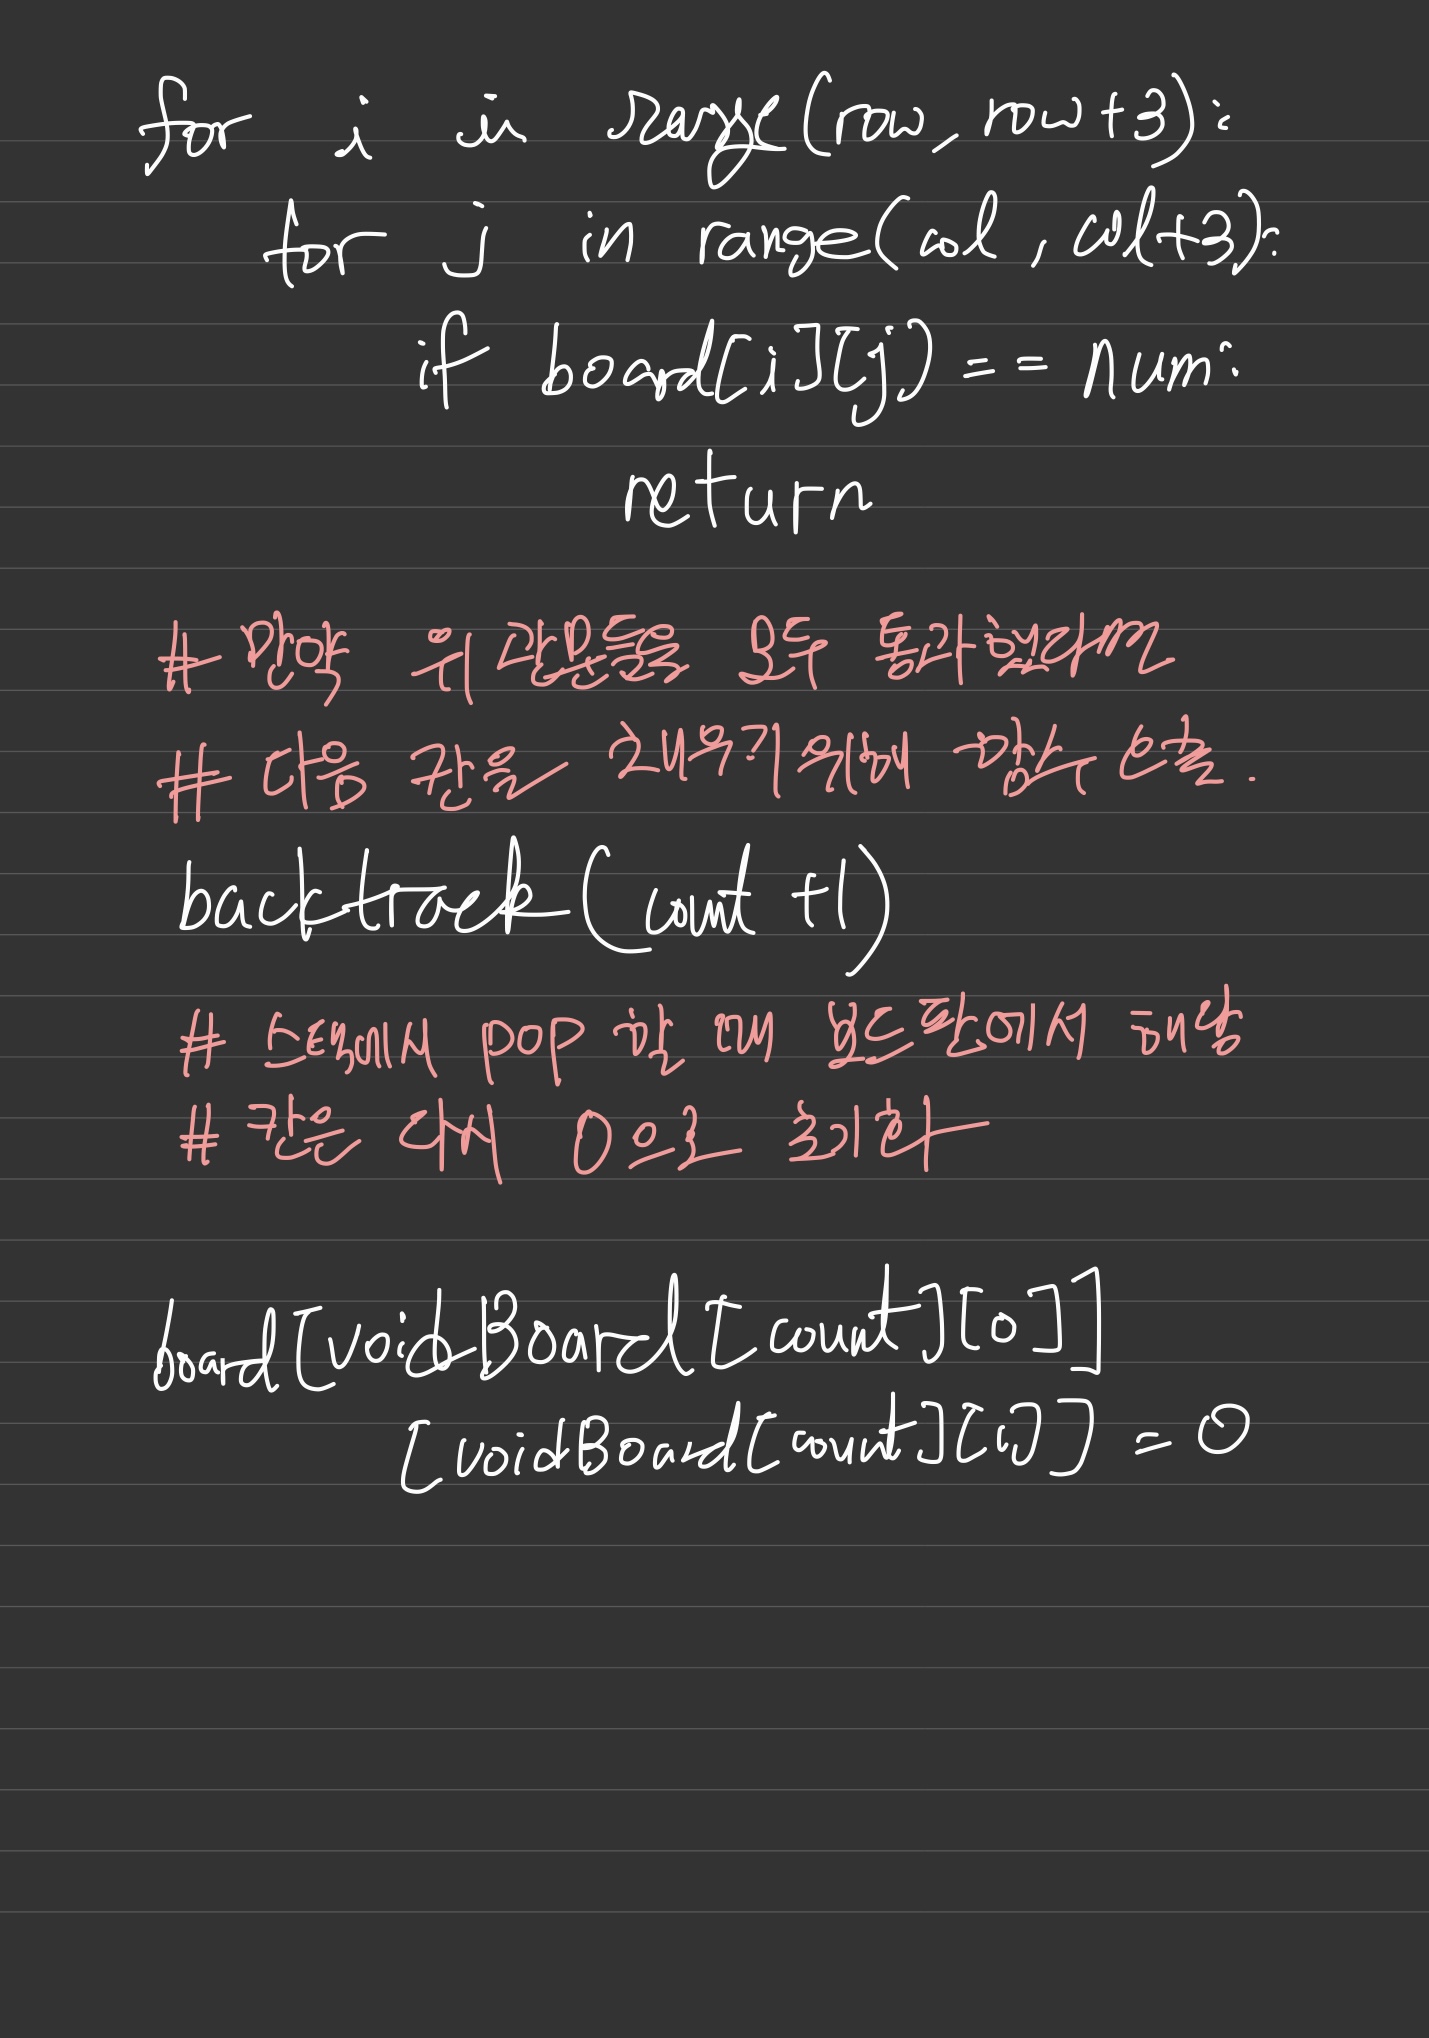 for i in range(row, row+3):
for j in range(col, col+3):
if board[i][j] == num:
return
# 만약 위 관문들을 모두 통과했다면
# 다음 칸을 채우기 위해 함수 호출.
backtrack(count +1)
# 스택에서 pop 할 때 보드판에서 해당
# 칸은 다시 0으로 초기화
board[voidBoard[count][0]]
[voidBoard[count][1]] = 0